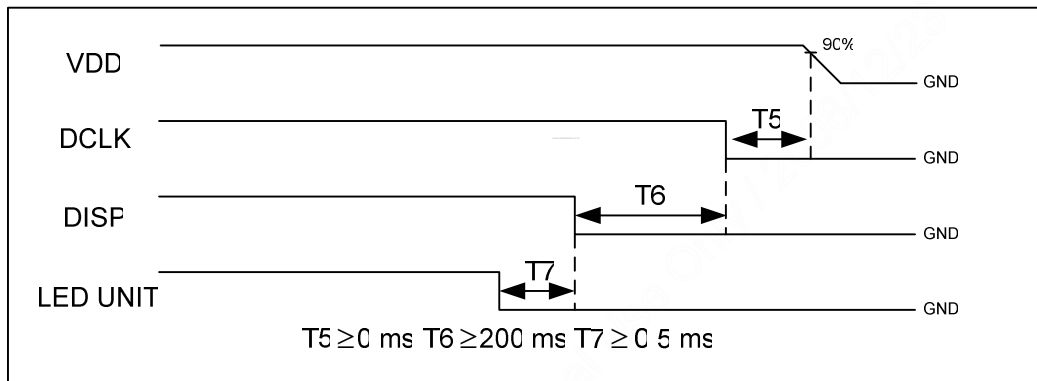 VDD
90%
GND
DCLK
T5
GND
DISP
T6
GND
LED UNIT
T7
GND
T5≥0 ms T6≥200 ms T7≥0 5 ms